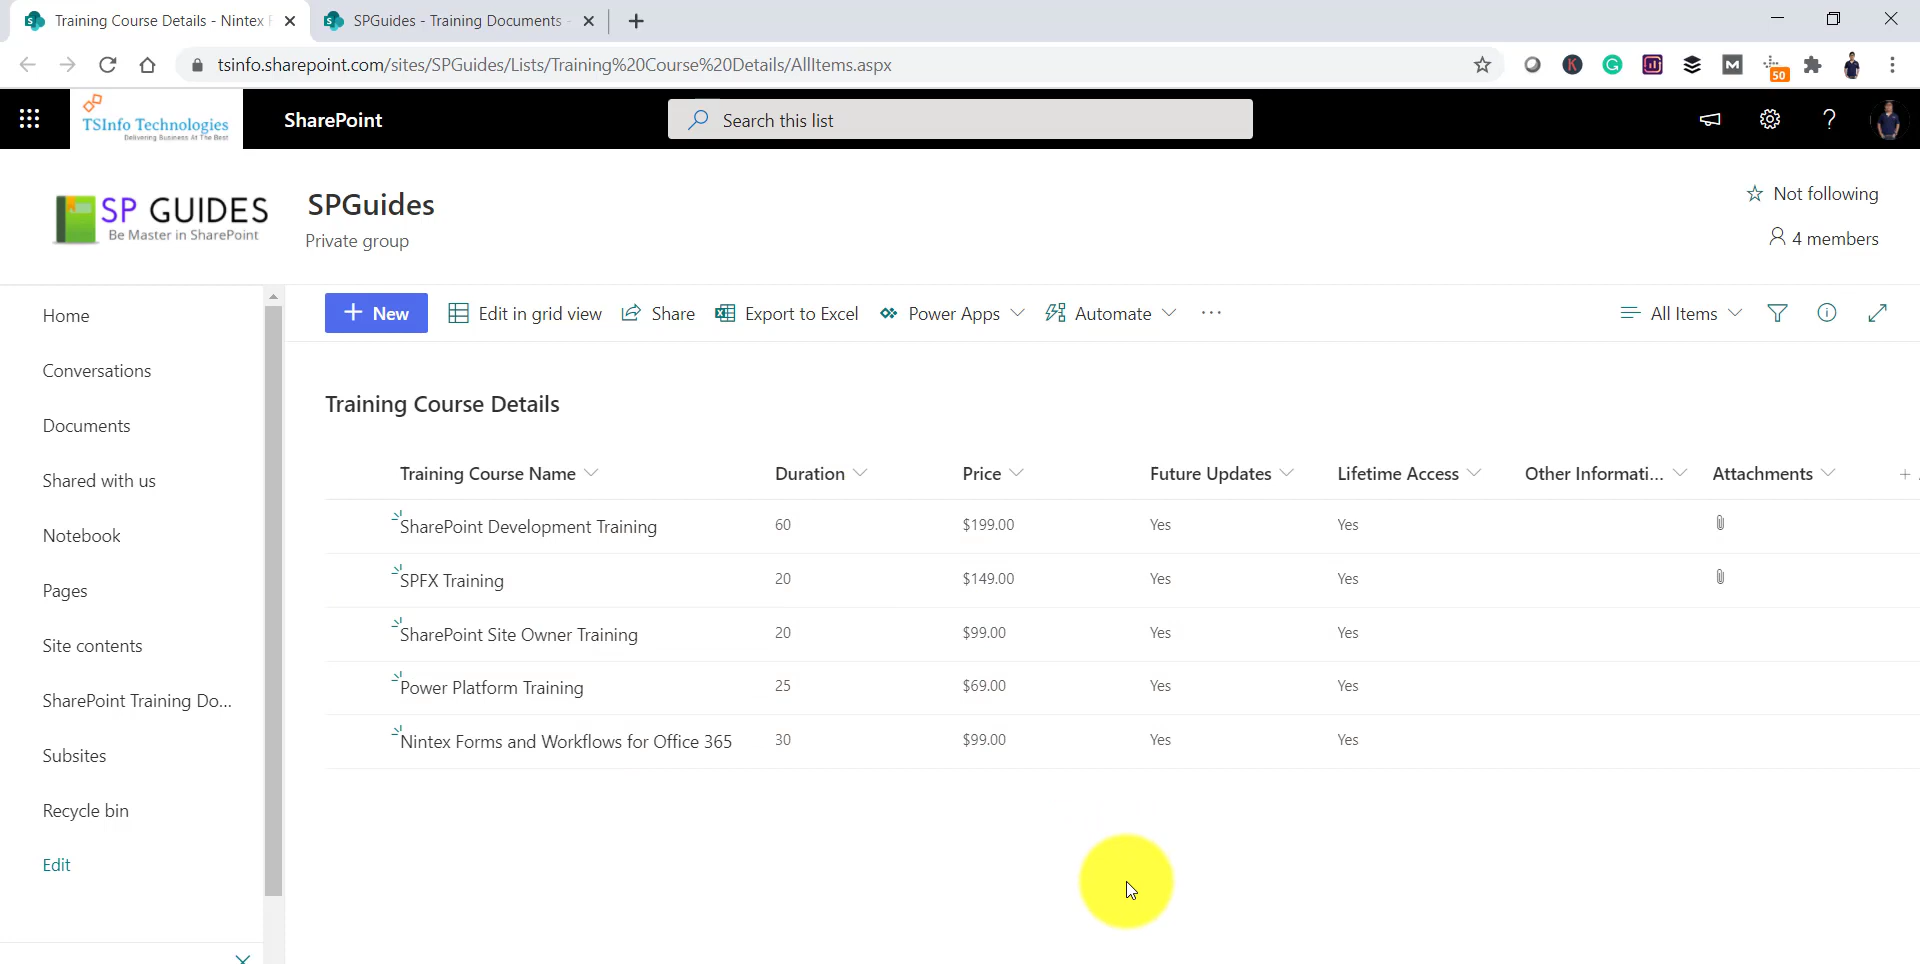 Training Course Details - Nintex F
SPGuides - Training Documents -
tsinfo.sharepoint.com/sites/SPGuides/Lists/Training%20Course%20Details/AllItems.aspx
50
TSInfo Technologies
Delivering Business At The Best
SharePoint
Search this list
SP GUIDES
Be Master in SharePoint
SPGuides
Private group
Not following
4 members
Home
Conversations
Documents
Shared with us
Notebook
Pages
Site contents
SharePoint Training Do...
Subsites
Recycle bin
Edit
New
Edit in grid view
Share
Export to Excel
Power Apps
Automate
...
All Items
Training Course Details
Training Course Name Duration Price Future Updates Lifetime Access Other Informati... Attachments
SharePoint Development Training 60 $199.00 Yes Yes
SPFX Training 20 $149.00 Yes Yes
SharePoint Site Owner Training 20 $99.00 Yes Yes
Power Platform Training 25 $69.00 Yes Yes
Nintex Forms and Workflows for Office 365 30 $99.00 Yes Yes